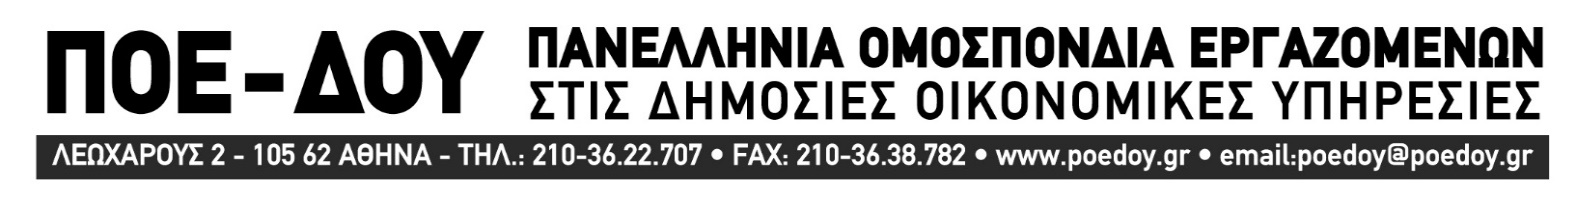 ΠΟΕ-ΔΟΥ
ΠΑΝΕΛΛΗΝΙΑ ΟΜΟΣΠΟΝΔΙΑ ΕΡΓΑΖΟΜΕΝΩΝ
ΣΤΙΣ ΔΗΜΟΣΙΕΣ ΟΙΚΟΝΟΜΙΚΕΣ ΥΠΗΡΕΣΙΕΣ
ΛΕΩΧΑΡΟΥΣ 2 - 105 62 ΑΘΗΝΑ - ΤΗΛ.: 210-36.22.707 • FAX: 210-36.38.782 • www.poedoy.gr • email:poedoy@poedoy.gr